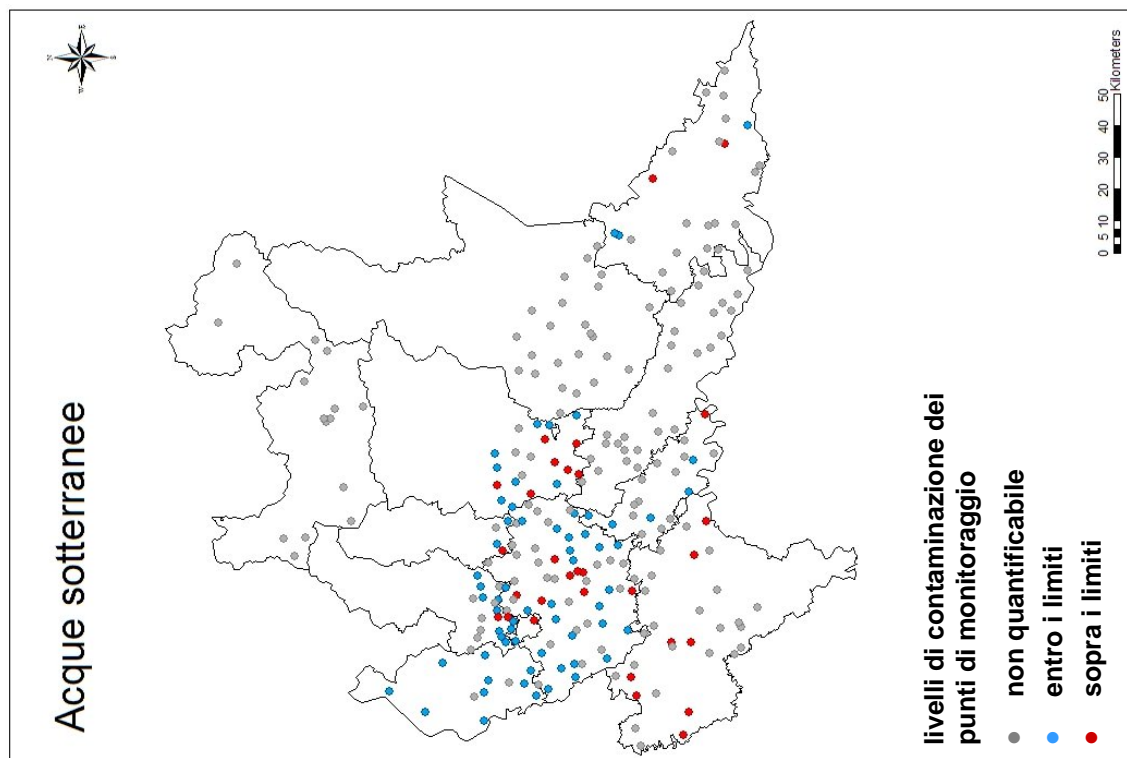 Acque sotterranee
N
E
W
S
livelli di contaminazione dei
punti di monitoraggio
non quantificabile
entro i limiti
sopra i limiti
0 5 10 20 30 40 50
Kilometers